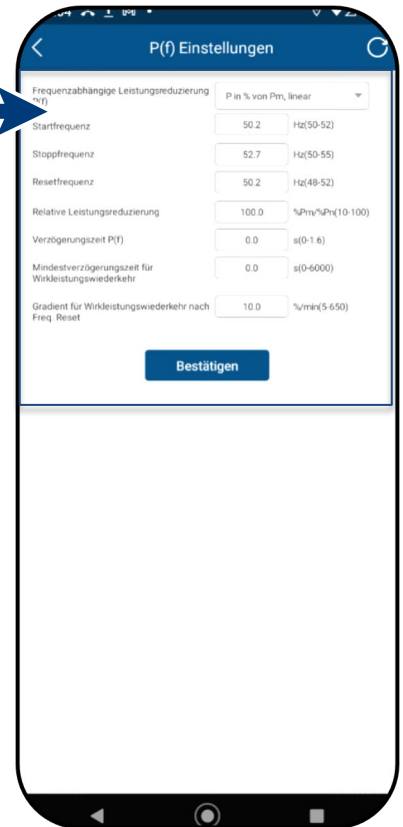 P(f) Einstellungen
Frequenzabhängige Leistungsreduzierung
P(f)
P in % von Pm, linear
Startfrequenz 50.2 Hz(50-52)
Stoppfrequenz 52.7 Hz(50-55)
Resetfrequenz 50.2 Hz(48-52)
Relative Leistungsreduzierung 100.0 %Pm/%Pn(10-100)
Verzögerungszeit P(f) 0.0 s(0-1.6)
Mindestverzögerungszeit für
Wirkleistungswiederkehr
0.0 s(0-6000)
Gradient für Wirkleistungswiederkehr nach
Freq. Reset
10.0 %/min(5-650)
Bestätigen